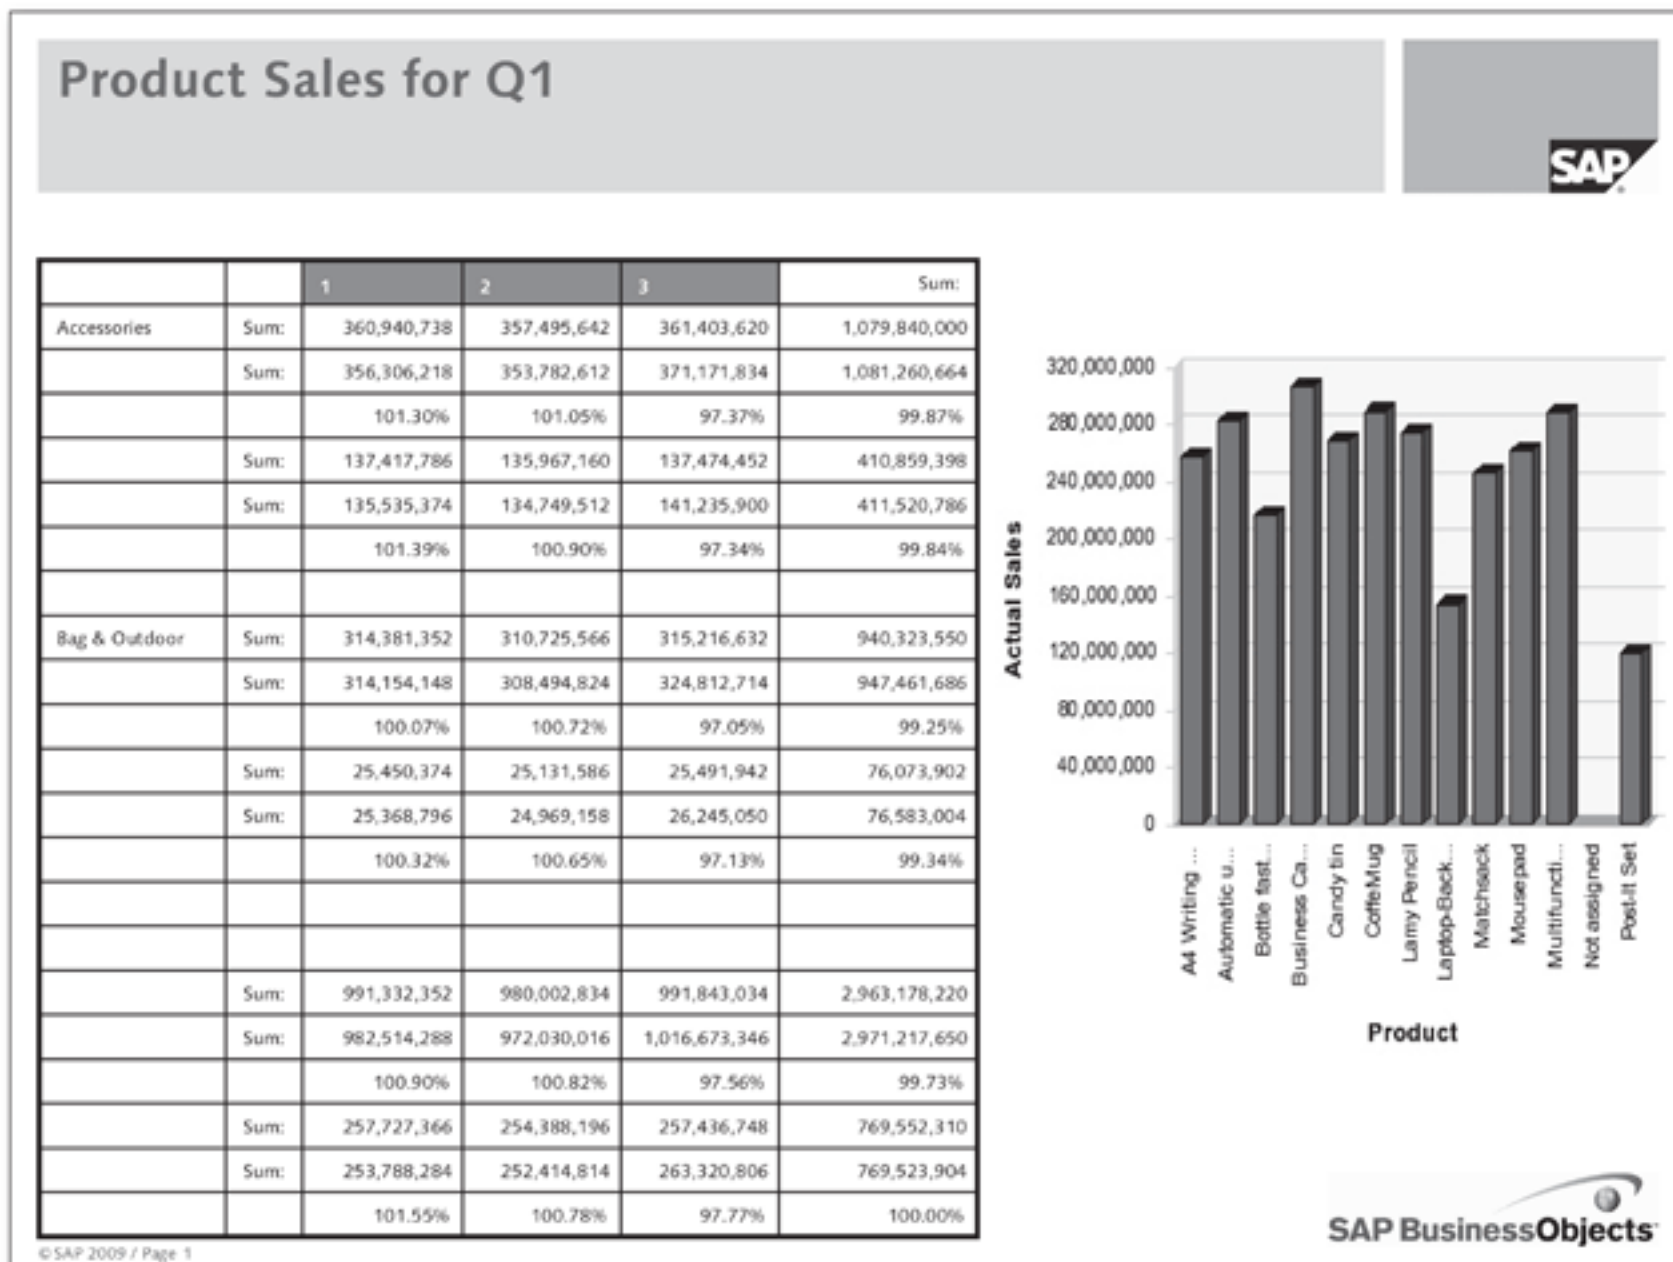 Product Sales for Q1
SAP
1 2 3 Sum:
Accessories Sum: 360,940,738 357,495,642 361,403,620 1,079,840,000
Sum: 356,306,218 353,782,612 371,171,834 1,081,260,664
101.30% 101.05% 97.37% 99.87%
Sum: 137,417,786 135,967,160 137,474,452 410,859,398
Sum: 135,535,374 134,749,512 141,235,900 411,520,786
101.39% 100.90% 97.34% 99.84%
Bag & Outdoor Sum: 314,381,352 310,725,566 315,216,632 940,323,550
Sum: 314,154,148 308,494,824 324,812,714 947,461,686
100.07% 100.72% 97.05% 99.25%
Sum: 25,450,374 25,131,586 25,491,942 76,073,902
Sum: 25,368,796 24,969,158 26,245,050 76,583,004
100.32% 100.65% 97.13% 99.34%
Sum: 991,332,352 980,002,834 991,843,034 2,963,178,220
Sum: 982,514,288 972,030,016 1,016,673,346 2,971,217,650
100.90% 100.82% 97.56% 99.73%
Sum: 257,727,366 254,388,196 257,436,748 769,552,310
Sum: 253,788,284 252,414,814 263,320,806 769,523,904
101.55% 100.78% 97.77% 100.00%
Actual Sales
320,000,000
280,000,000
240,000,000
200,000,000
160,000,000
120,000,000
80,000,000
40,000,000
0
A4 Writing ...
Automatic u...
Bottle fast...
Business Ca...
Candy tin
CoffeMug
Lamy Pencil
Laptop-Back...
Matchsack
Mousepad
Multifuncti...
Not assigned
Post-It Set
Product
SAP BusinessObjects
© SAP 2009 / Page 1